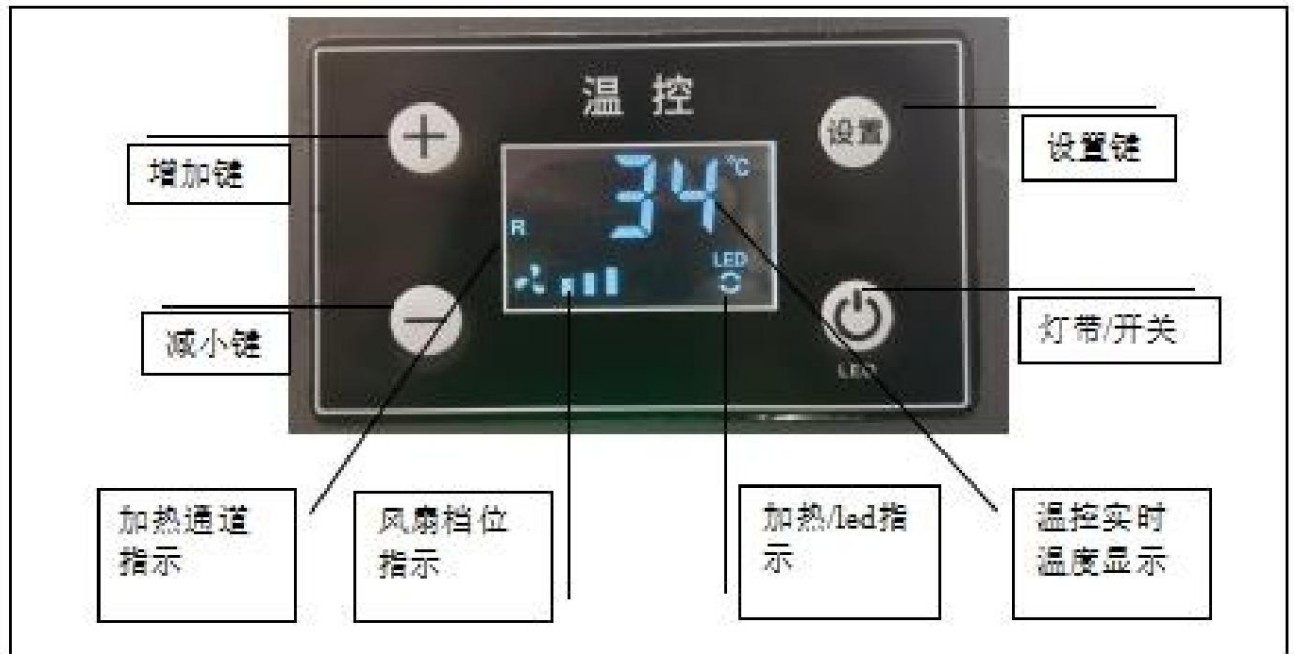 温控
设置
增加键
设置键
34 °C
R
LED
减小键
灯带/开关
LED
加热通道
指示
风扇档位
指示
加热/led指
示
温控实时
温度显示